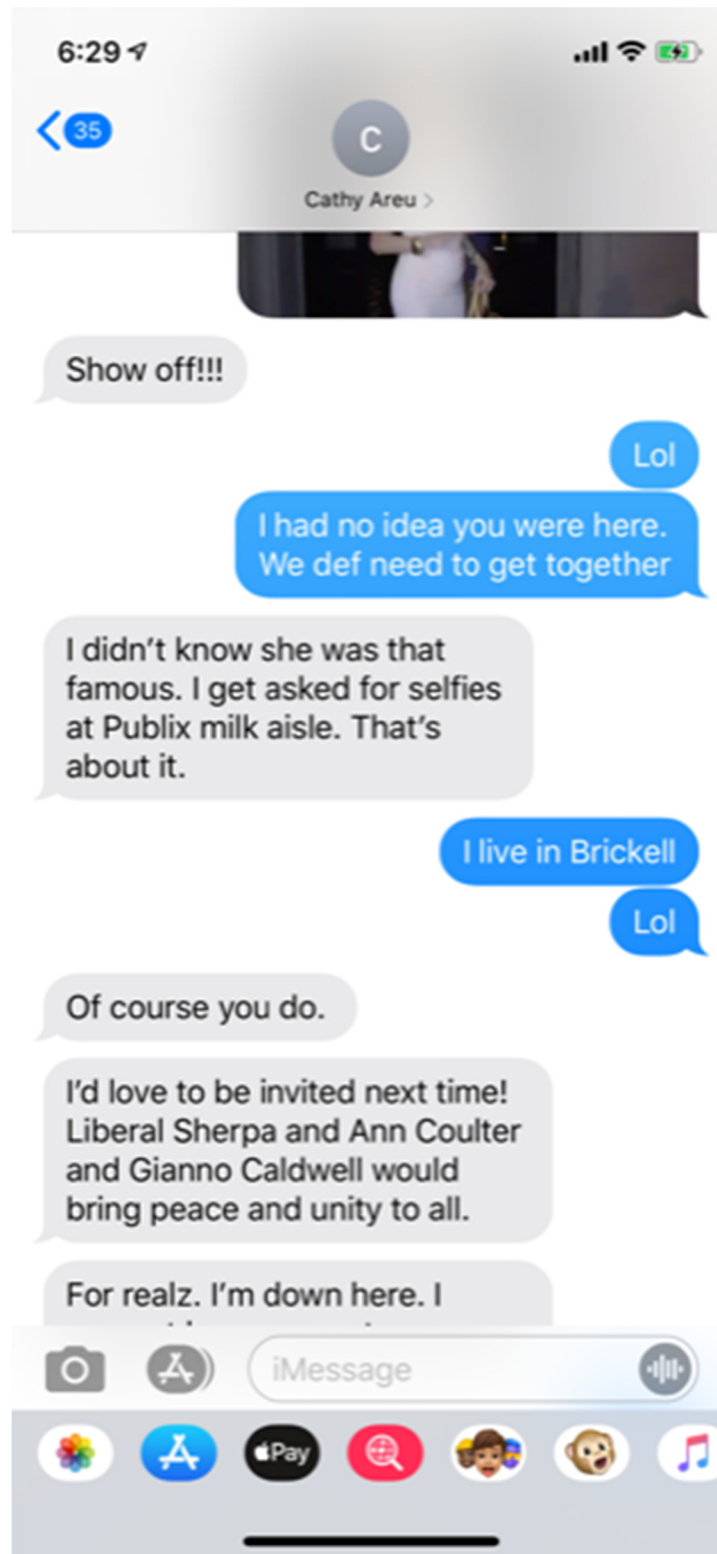 6:29
35
C
Cathy Areu
Show off!!!
Lol
I had no idea you were here.
We def need to get together
I didn’t know she was that
famous. I get asked for selfies
at Publix milk aisle. That’s
about it.
I live in Brickell
Lol
Of course you do.
I’d love to be invited next time!
Liberal Sherpa and Ann Coulter
and Gianno Caldwell would
bring peace and unity to all.
For realz. I’m down here. I
iMessage
Pay